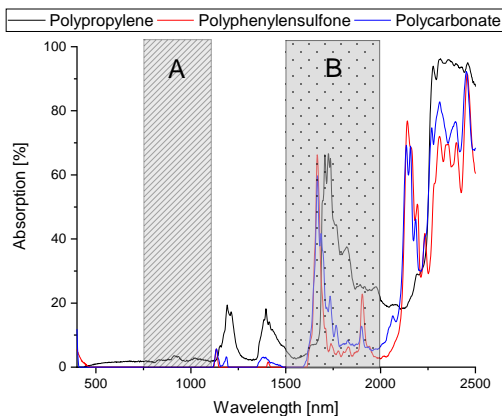 Polypropylene Polyphenylensulfone Polycarbonate
100
A B
80
60
40
20
0
500 1000 1500 2000 2500
Absorption [%]
Wavelength [nm]